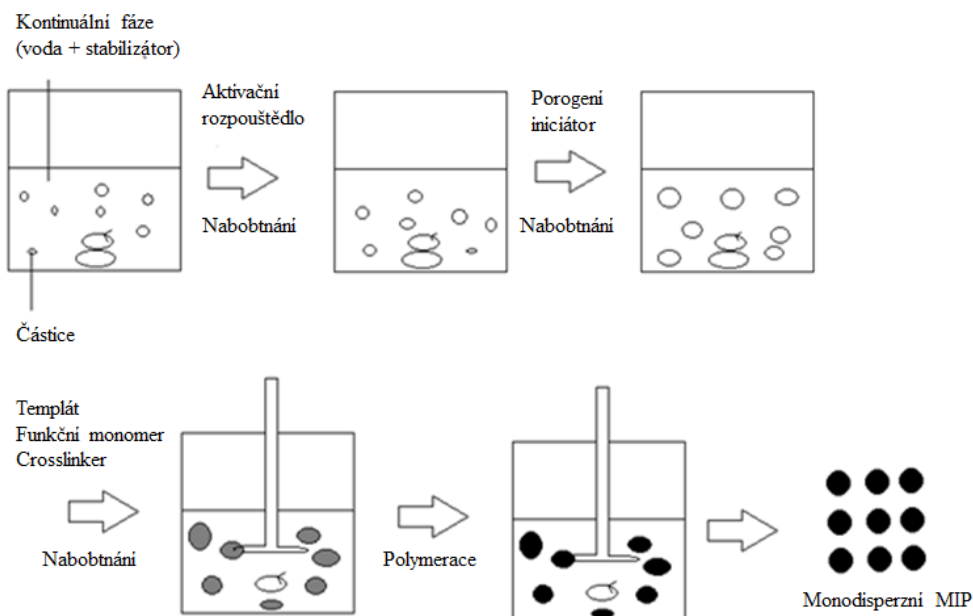 Kontinuální fáze
(voda + stabilizátor)
Aktivační
rozpouštědlo
Nabobtnání
Porogení
iniciátor
Nabobtnání
Částice
Templát
Funkční monomer
Crosslinker
Nabobtnání
Polymerace
Monodisperzní MIP